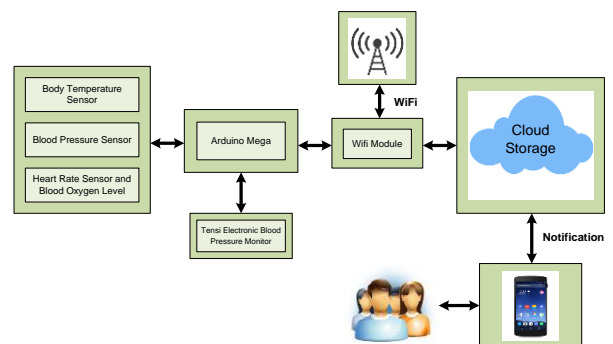 Body Temperature
Sensor
Blood Pressure Sensor
Heart Rate Sensor and
Blood Oxygen Level
Arduino Mega
Tensi Electronic Blood
Pressure Monitor
WiFi
Wifi Module
Cloud
Storage
Notification